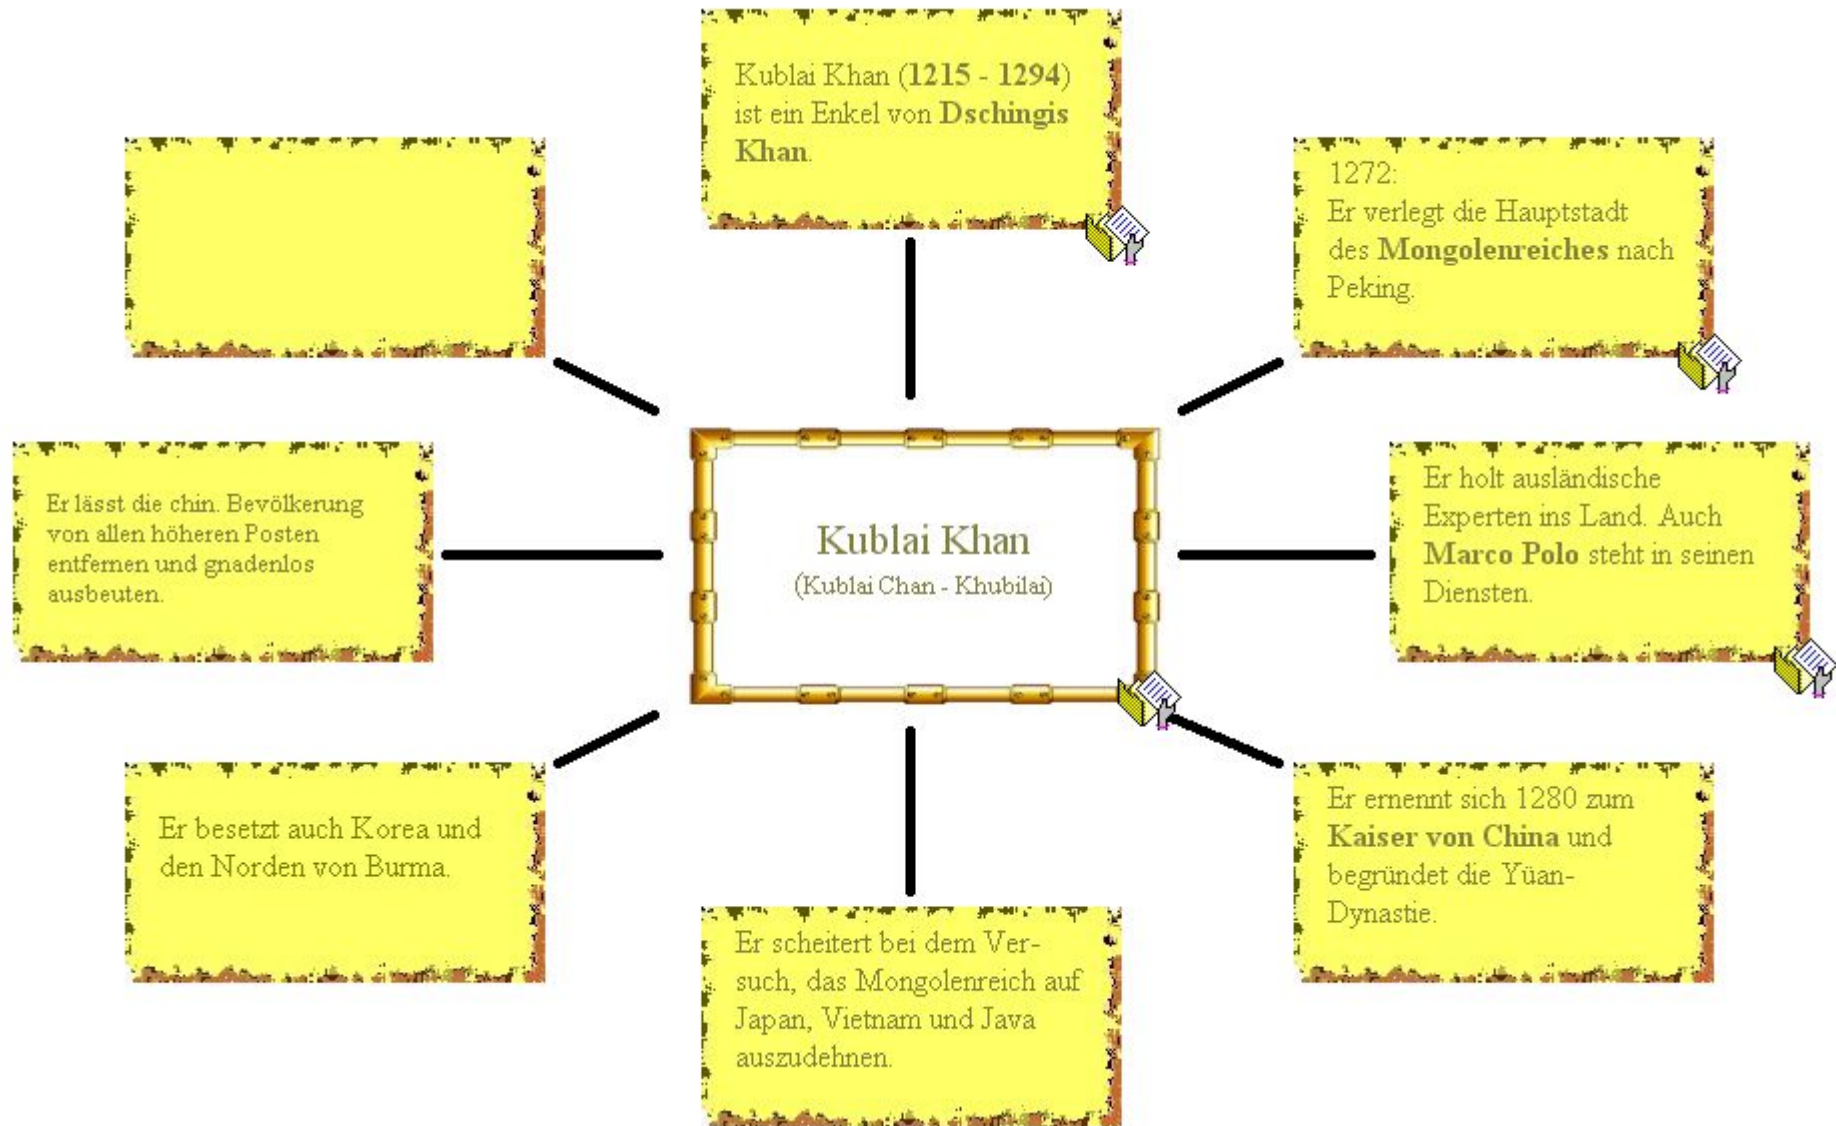 Kublai Khan (1215 - 1294)
ist ein Enkel von Dschingis
Khan.
1272:
Er verlegt die Hauptstadt
des Mongolenreiches nach
Peking.
Er lässt die chin. Bevölkerung
von allen höheren Posten
entfernen und gnadenlos
ausbeuten.
Kublai Khan
(Kublai Chan - Khubilai)
Er holt ausländische
Experten ins Land. Auch
Marco Polo steht in seinen
Diensten.
Er besetzt auch Korea und
den Norden von Burma.
Er scheitert bei dem Ver-
such, das Mongolenreich auf
Japan, Vietnam und Java
auszudehnen.
Er ernennt sich 1280 zum
Kaiser von China und
begründet die Yüan-
Dynastie.